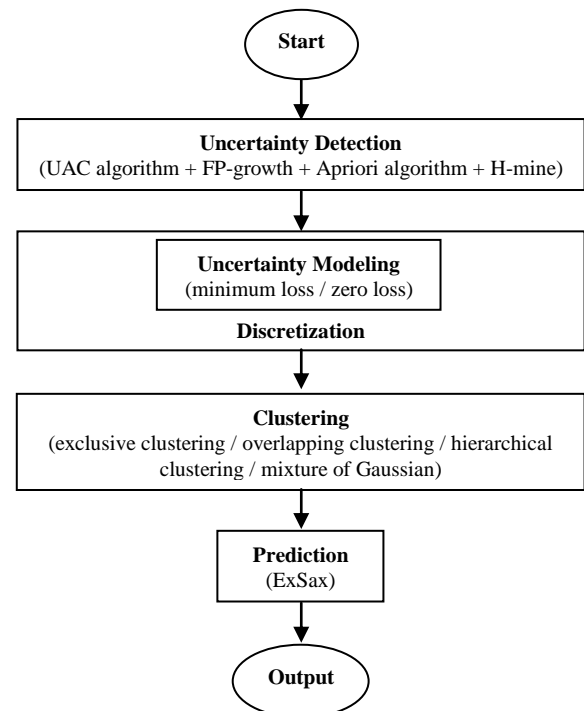 Start
Uncertainty Detection
(UAC algorithm + FP-growth + Apriori algorithm + H-mine)
Uncertainty Modeling
(minimum loss / zero loss)
Discretization
Clustering
(exclusive clustering / overlapping clustering / hierarchical
clustering / mixture of Gaussian)
Prediction
(ExSax)
Output